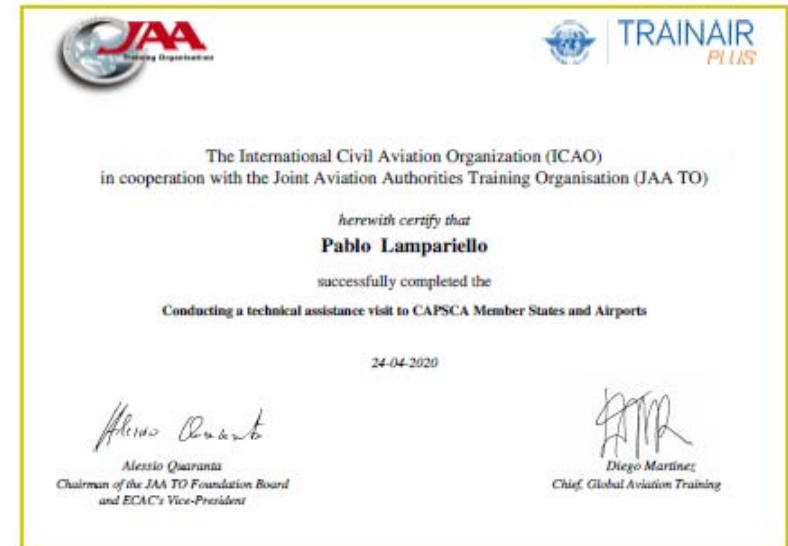 JAA
Training Organisation
TRAINAIR
PLUS
The International Civil Aviation Organization (ICAO)
in cooperation with the Joint Aviation Authorities Training Organisation (JAA TO)
herewith certify that
Pablo Lampariello
successfully completed the
Conducting a technical assistance visit to CAPSCA Member States and Airports
24-04-2020
Alessio Quaranta
Chairman of the JAA TO Foundation Board
and ECAC's Vice-President
Diego Martinez
Chief, Global Aviation Training